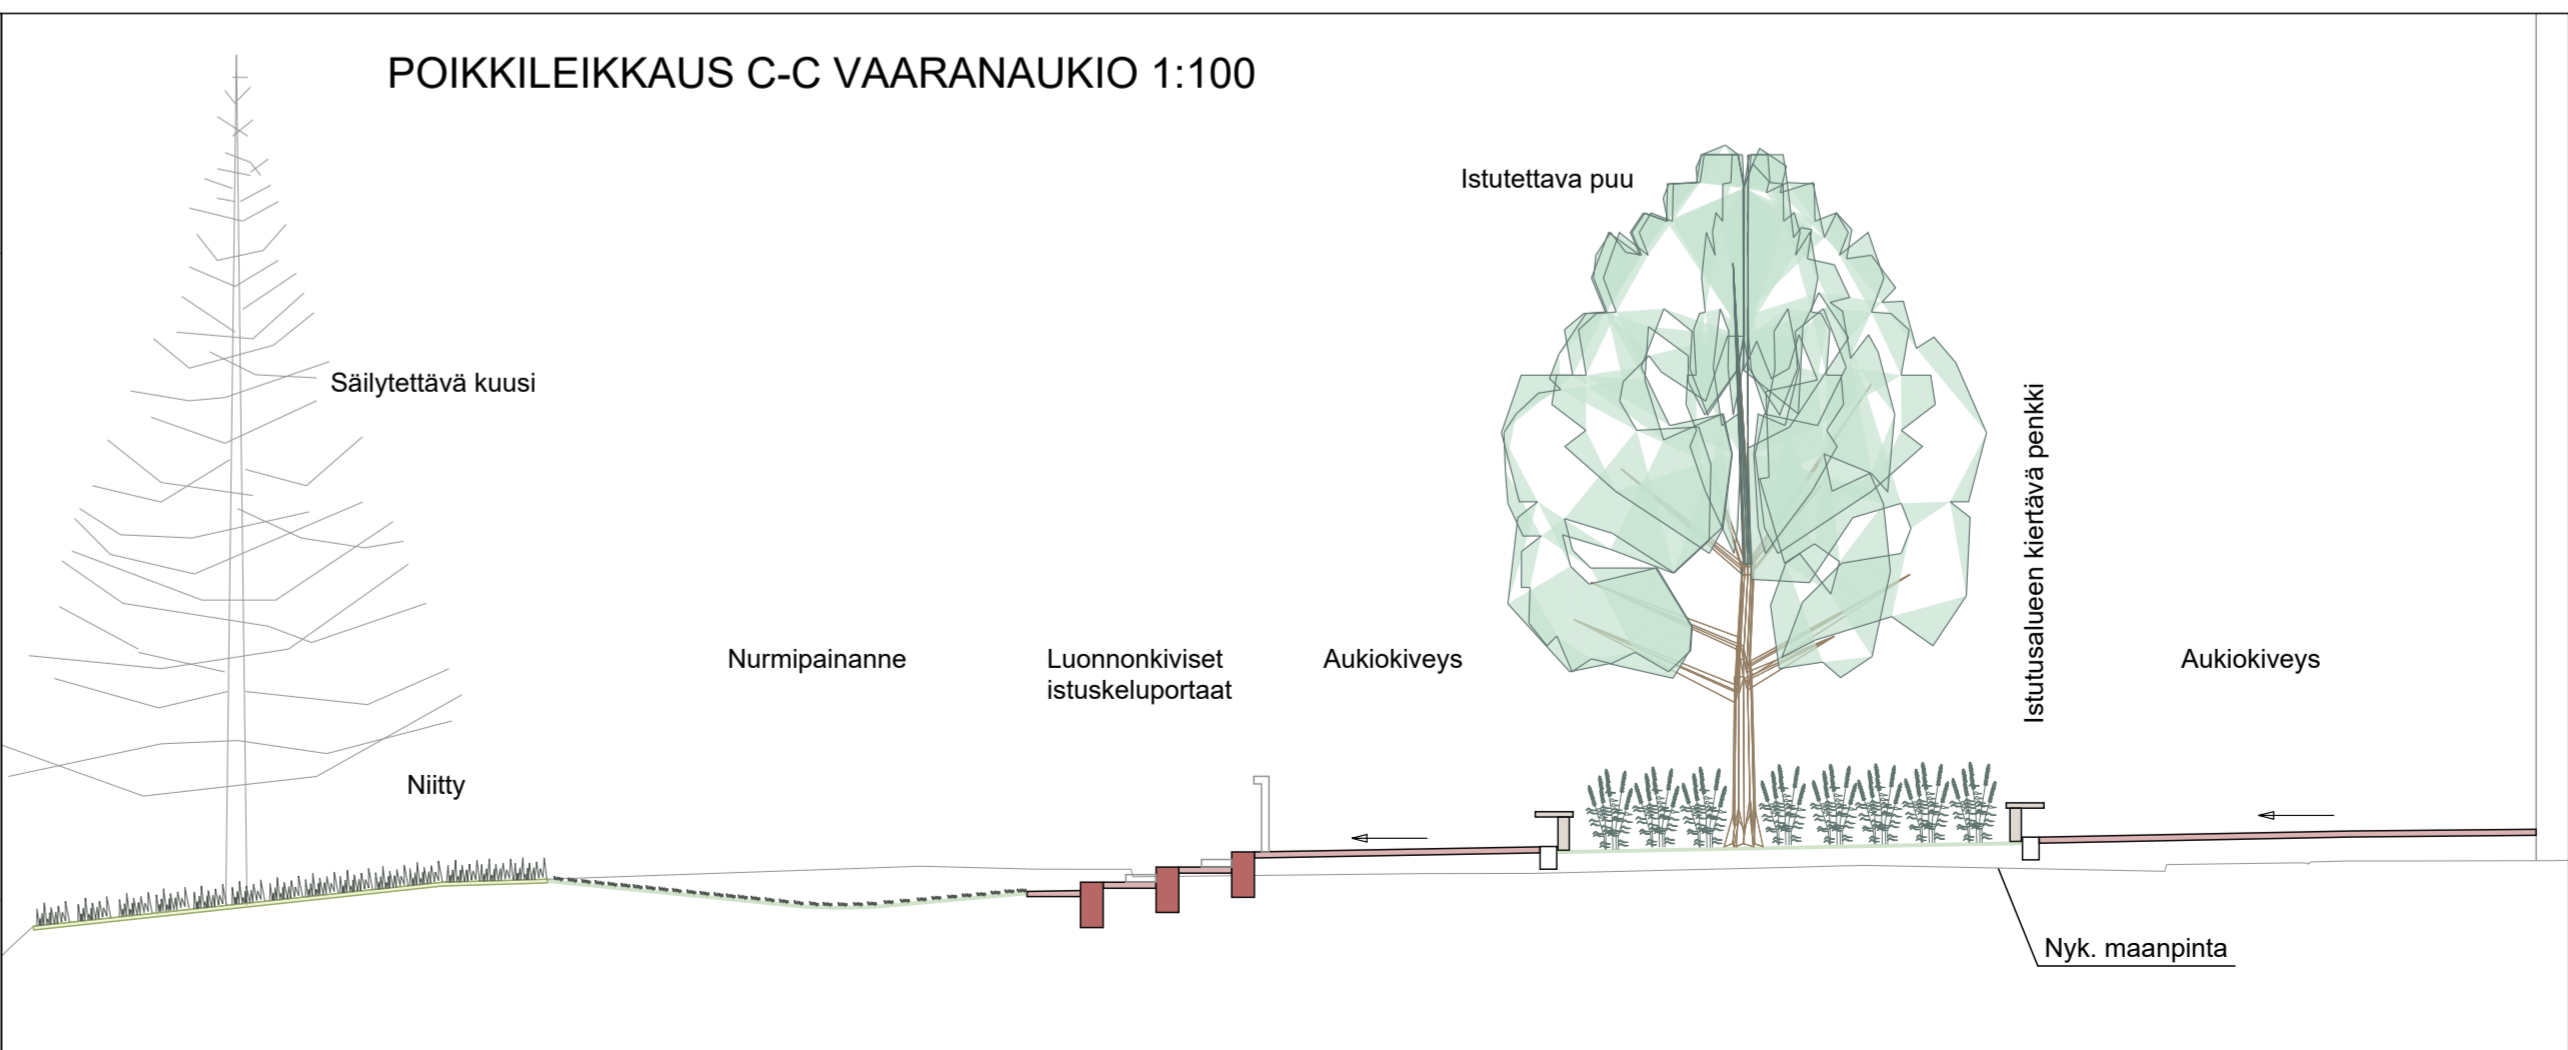 POIKKILEIKKAUS C-C VAARANAUKIO 1:100
Istutettava puu
Säilytettävä kuusi
Istutusalueen kiertävä penkki
Nurmipainanne
Luonnonkiviset
istuskeluportaat
Aukiokiveys
Aukiokiveys
Niitty
Nyk. maanpinta